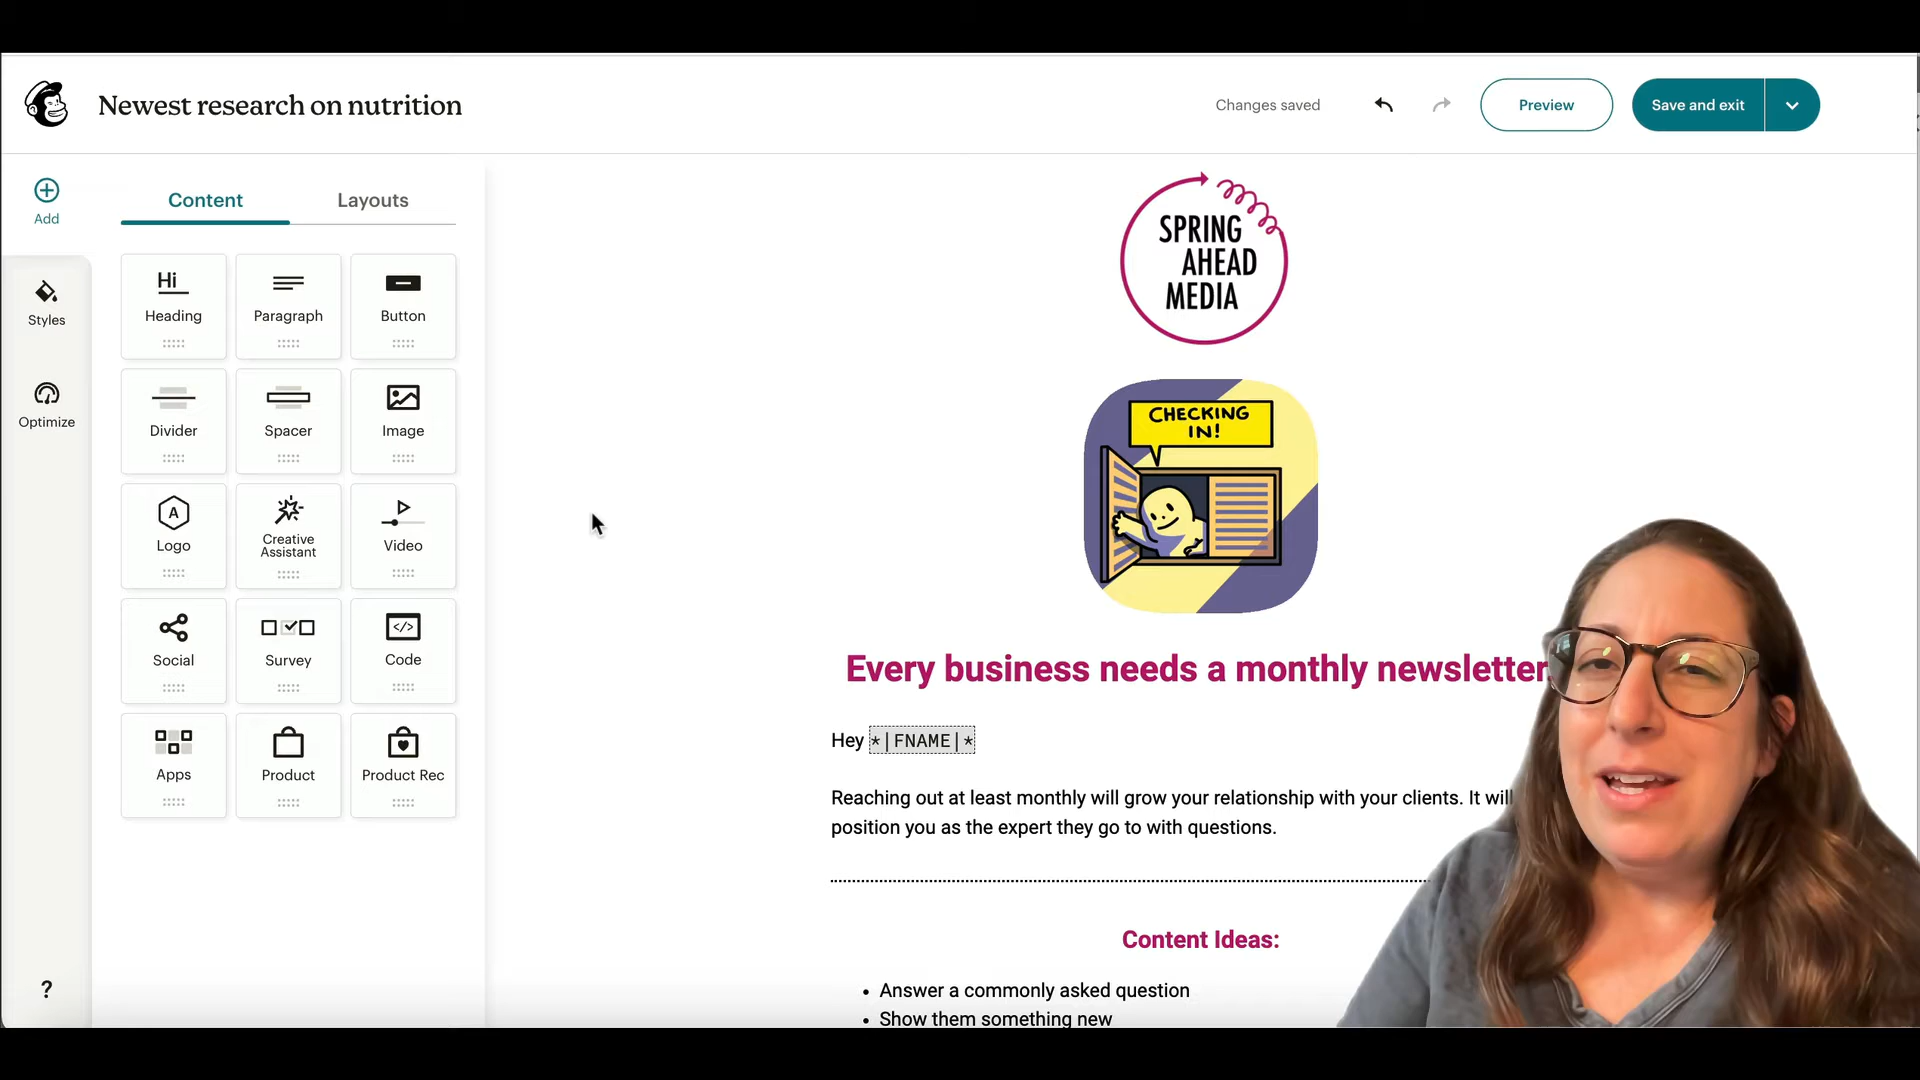 Newest research on nutrition
Changes saved
Preview
Save and exit
Add
Styles
Optimize
?
Content
Layouts
Hi
Heading
Paragraph
Button
Divider
Spacer
Image
A
Logo
Creative
Assistant
Video
Social
Survey
</>
Code
Apps
Product
Product Rec
SPRING
AHEAD
MEDIA
CHECKING
IN!
Every business needs a monthly newsletter
Hey *|FNAME|*
Reaching out at least monthly will grow your relationship with your clients. It will
position you as the expert they go to with questions.
Content Ideas:
• Answer a commonly asked question
• Show them something new